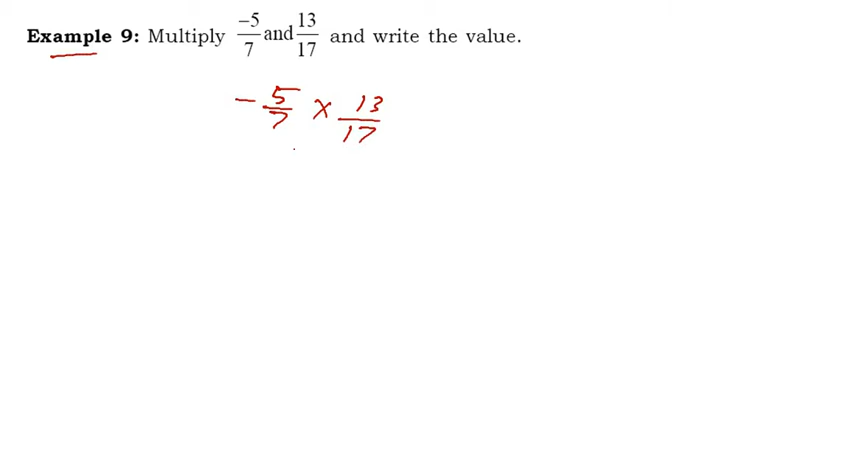 Example 9: Multiply -5/7 and 13/17 and write the value.
- 5/7 x 13/17